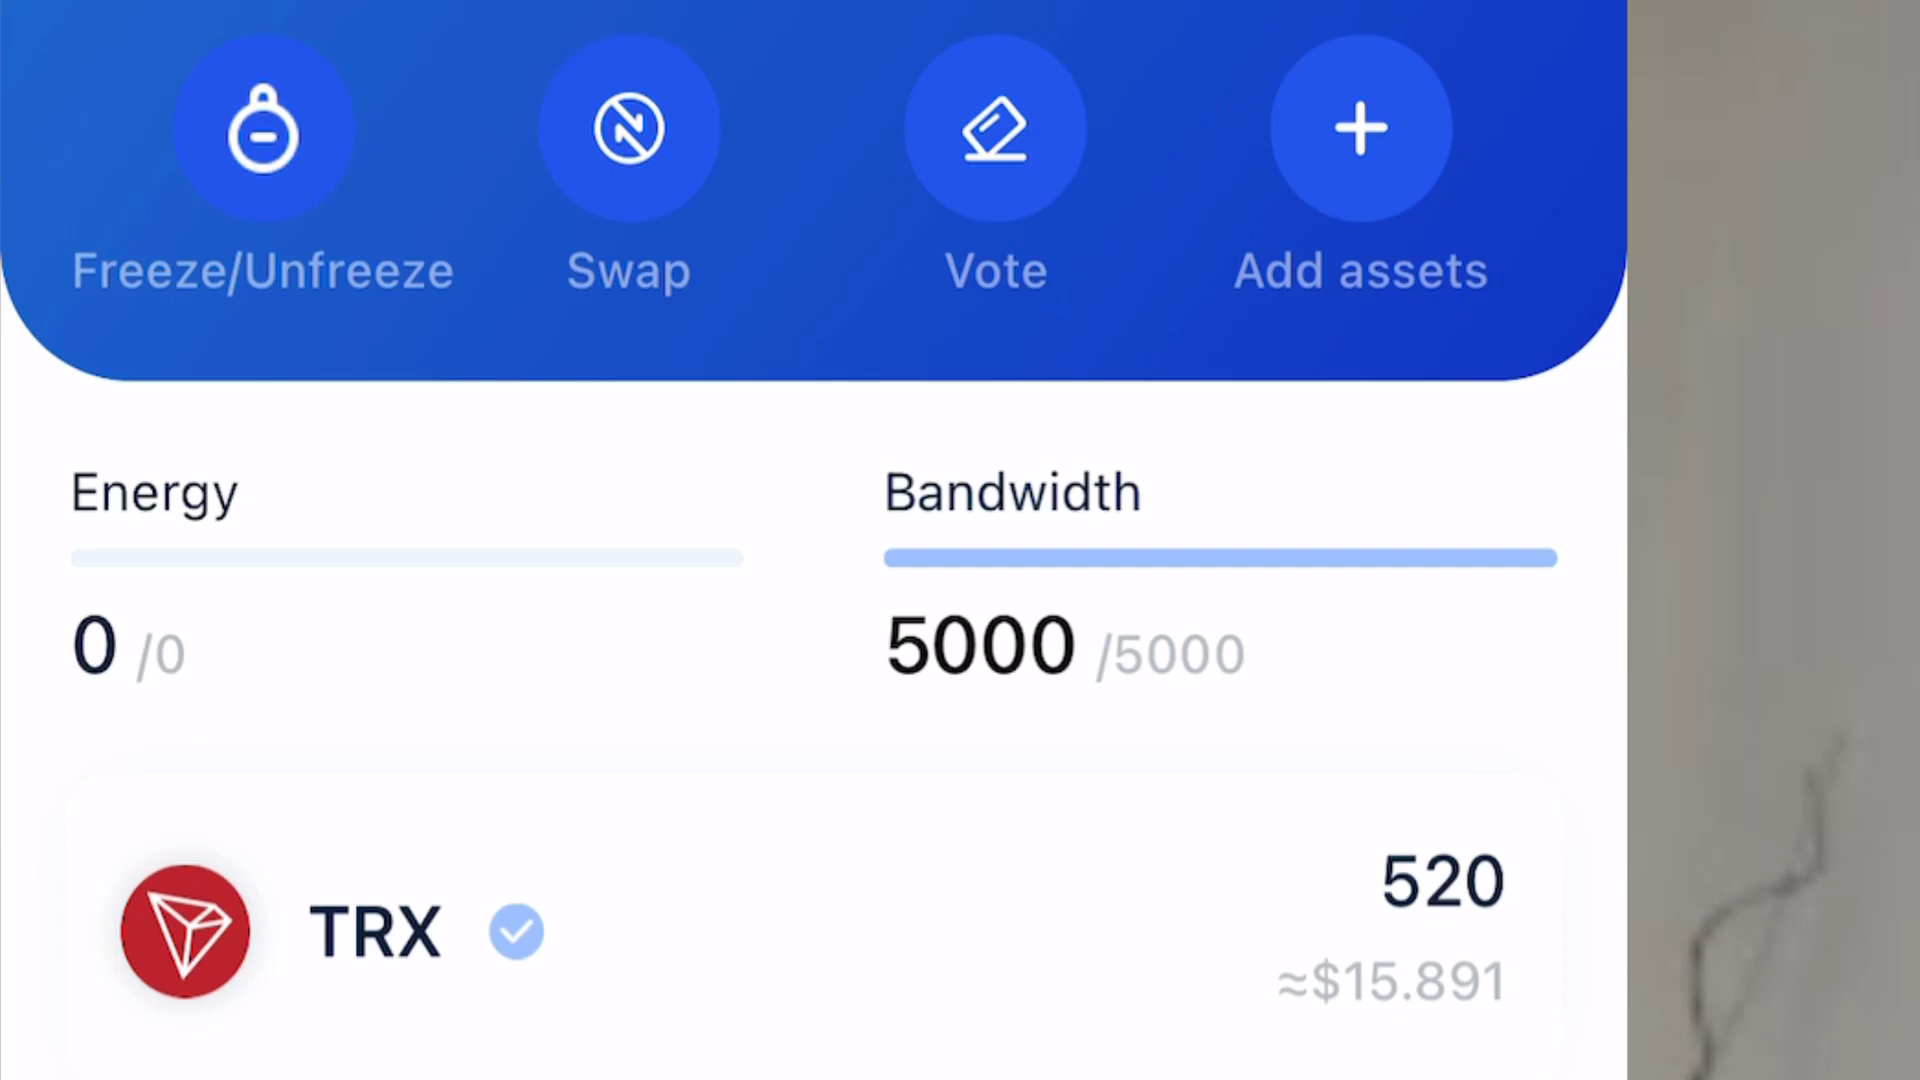 Freeze/Unfreeze Swap Vote Add assets
Energy Bandwidth
0 /0 5000 /5000
TRX 520
≈$15.891